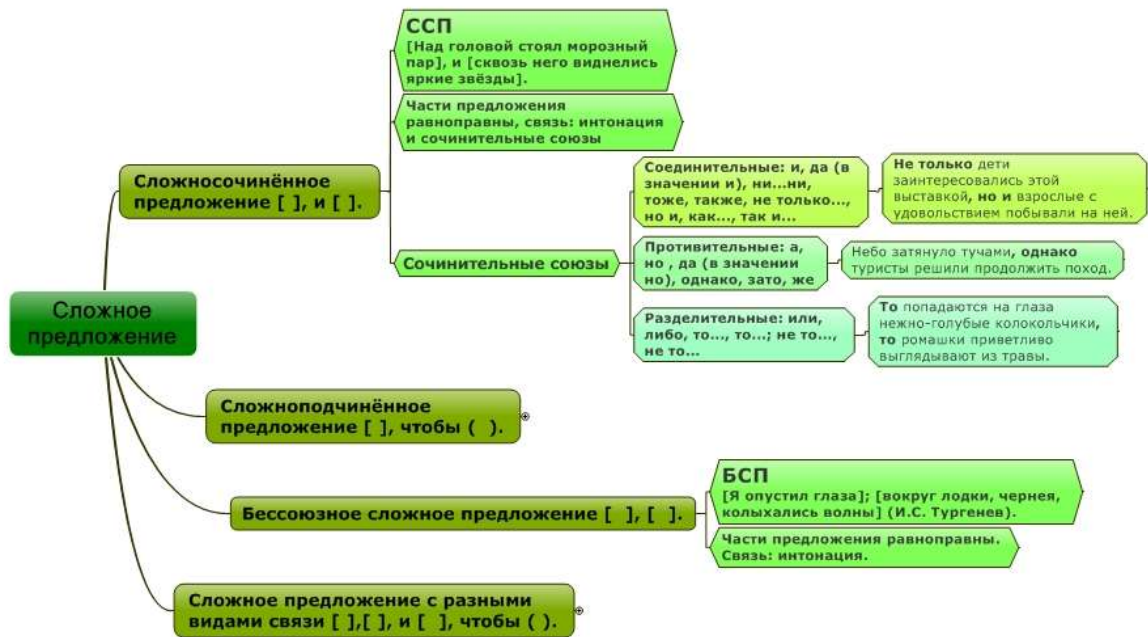 Сложное
предложение
Сложносочинённое
предложение [ ], и [ ].
ССП
[Над головой стоял морозный
пар], и [сквозь него виднелись
яркие звёзды].
Части предложения
равноправны, связь: интонация
и сочинительные союзы
Сочинительные союзы
Соединительные: и, да (в
значении и), ни...ни,
тоже, также, не только...,
но и, как..., так и...
Не только дети
заинтересовались этой
выставкой, но и взрослые с
удовольствием побывали на ней.
Противительные: а,
но , да (в значении
но), однако, зато, же
Небо затянуло тучами, однако
туристы решили продолжить поход.
Разделительные: или,
либо, то..., то...; не то...,
не то...
То попадаются на глаза
нежно-голубые колокольчики,
то ромашки приветливо
выглядывают из травы.
Сложноподчинённое
предложение [ ], чтобы (  ).
Бессоюзное сложное предложение [  ], [  ].
БСП
[Я опустил глаза]; [вокруг лодки, чернея,
колыхались волны] (И.С. Тургенев).
Части предложения равноправны.
Связь: интонация.
Сложное предложение с разными
видами связи [ ],[ ], и [  ], чтобы ( ).